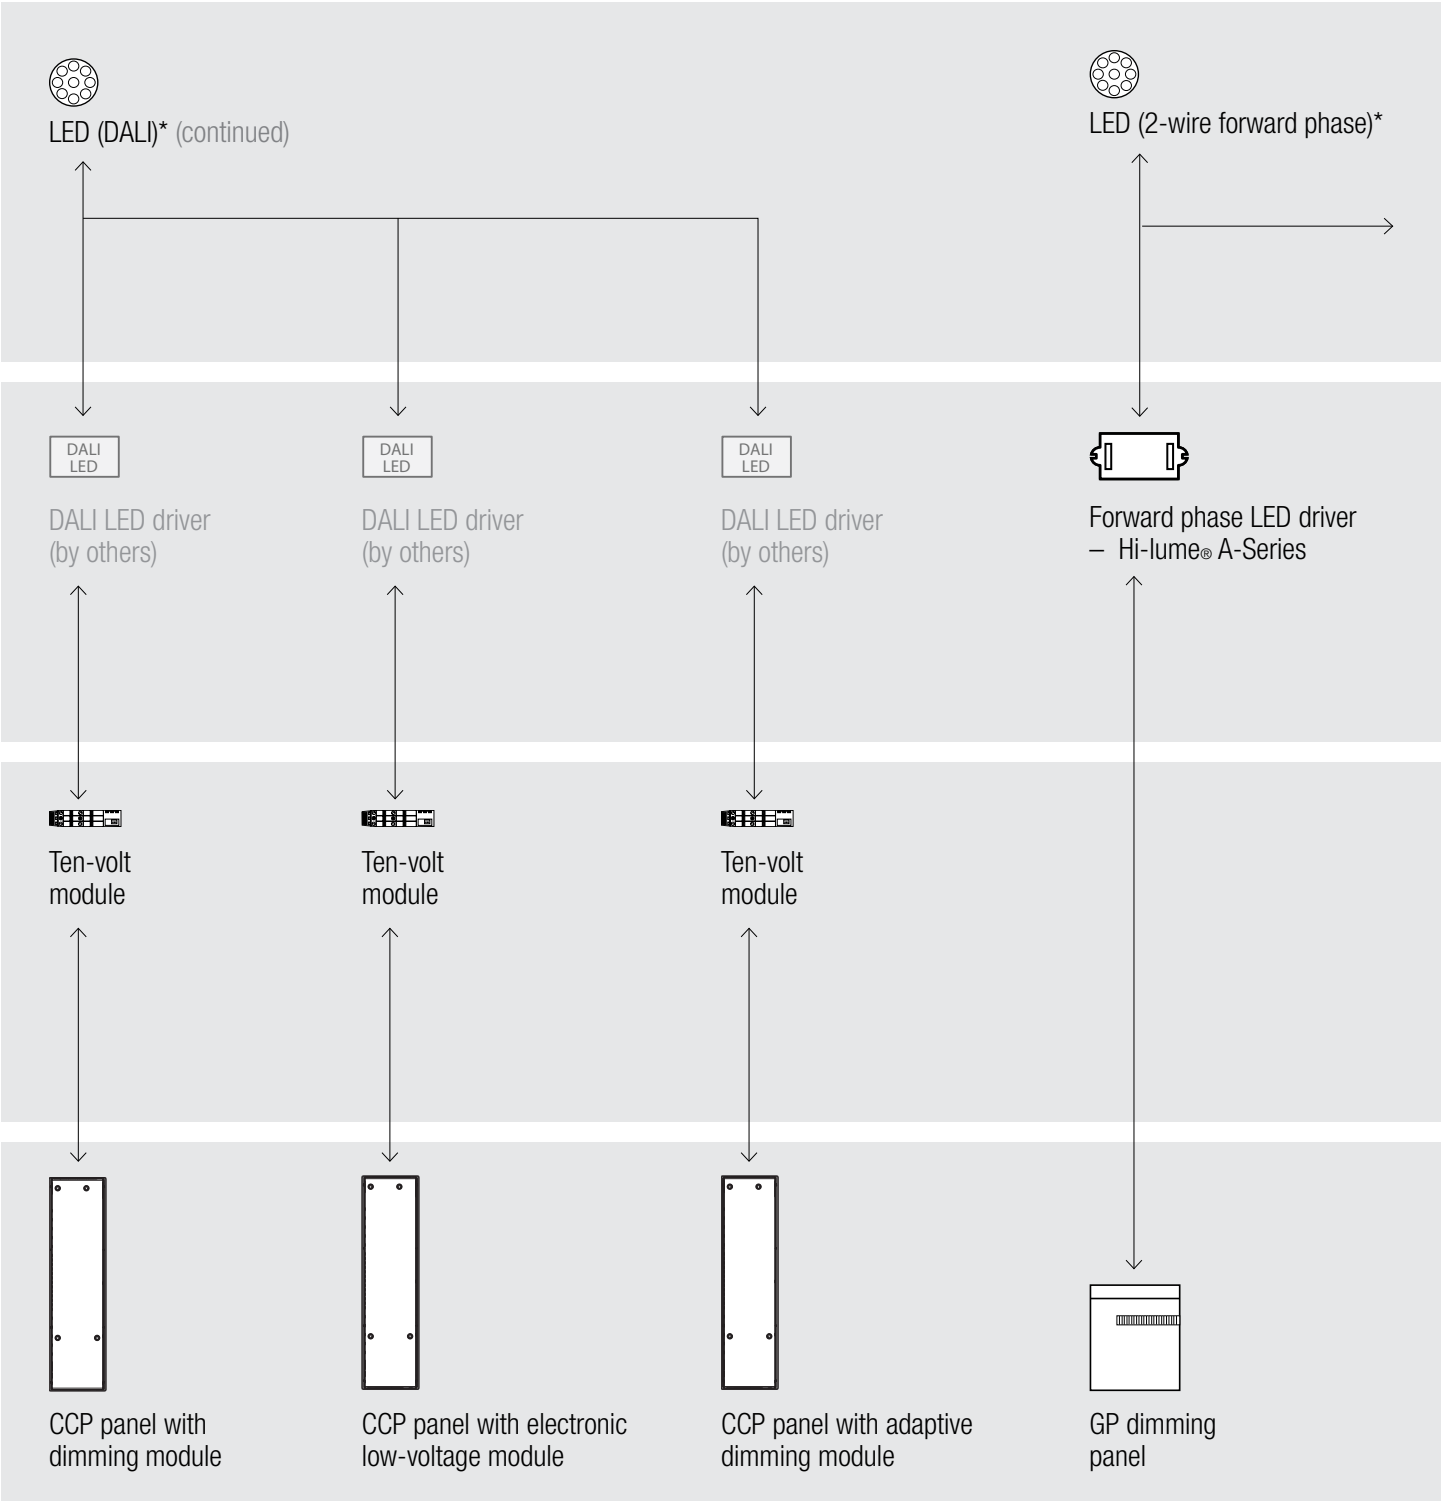 LED (DALI)* (continued)
LED (2-wire forward phase)*
DALI
LED
DALI
LED
DALI
LED
DALI LED driver
(by others)
DALI LED driver
(by others)
DALI LED driver
(by others)
Forward phase LED driver
– Hi-lume® A-Series
Ten-volt
module
Ten-volt
module
Ten-volt
module
CCP panel with
dimming module
CCP panel with electronic
low-voltage module
CCP panel with adaptive
dimming module
GP dimming
panel